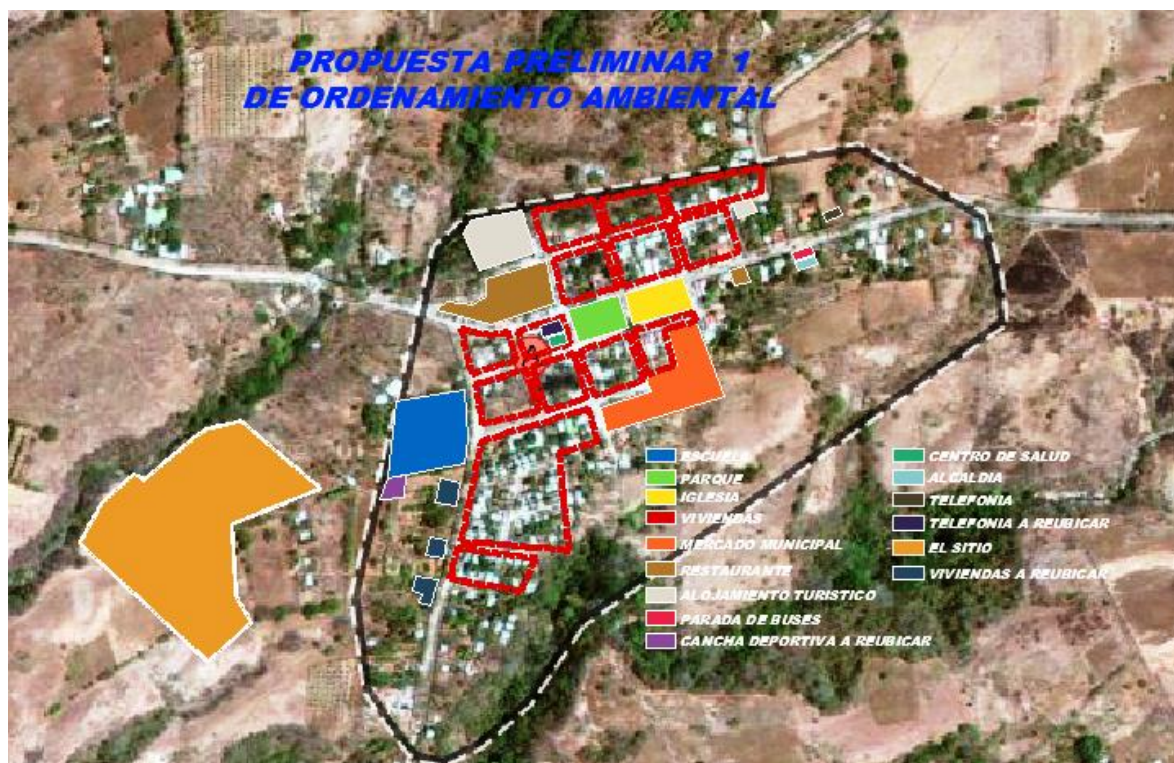 PROPUESTA PRELIMINAR 1
DE ORDENAMIENTO AMBIENTAL
ESCUELA
PARQUE
IGLESIA
VIVIENDAS
MERCADO MUNICIPAL
RESTAURANTE
ALOJAMIENTO TURISTICO
PARADA DE BUSES
CANCHA DEPORTIVA A REUBICAR
CENTRO DE SALUD
ALCALDIA
TELEFONIA
TELEFONIA A REUBICAR
EL SITIO
VIVIENDAS A REUBICAR